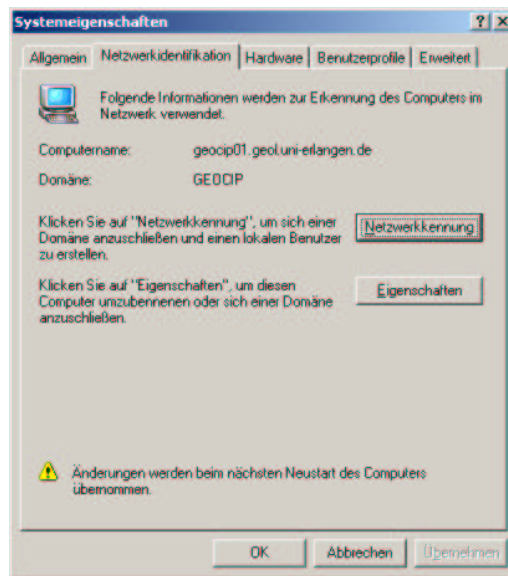 Systemeigenschaften
Allgemein Netzwerkidentifikation Hardware Benutzerprofile Erweitert
Folgende Informationen werden zur Erkennung des Computers im
Netzwerk verwendet.
Computername: geocip01.geol.uni-erlangen.de
Domäne: GEOCIP
Klicken Sie auf "Netzwerkkennung", um sich einer
Domäne anzuschließen und einen lokalen Benutzer
zu erstellen.
Netzwerkkennung
Klicken Sie auf "Eigenschaften", um diesen
Computer umzubennenen oder sich einer Domäne
anzuschließen.
Eigenschaften
Änderungen werden beim nächsten Neustart des Computers
übernommen.
OK Abbrechen Übernehmen